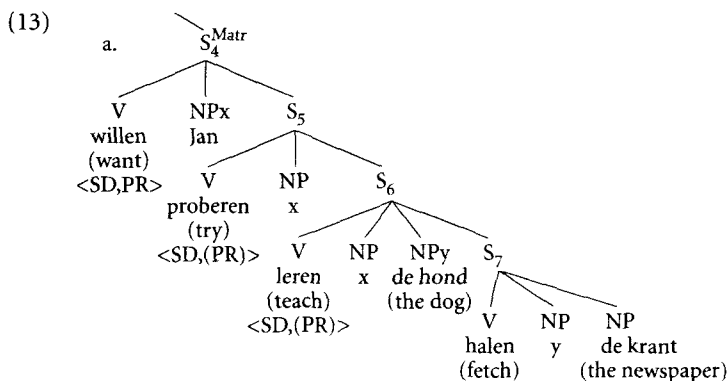 (13)
a. S₄ᴹᵃᵗʳ
V NPx S₅
willen Jan
(want)
<SD,PR> V NP S₆
proberen x
(try)
<SD,(PR)> V NP NPy S₇
leren x de hond
(teach) (the dog)
<SD,(PR)> V NP NP
halen y de krant
(fetch) (the newspaper)